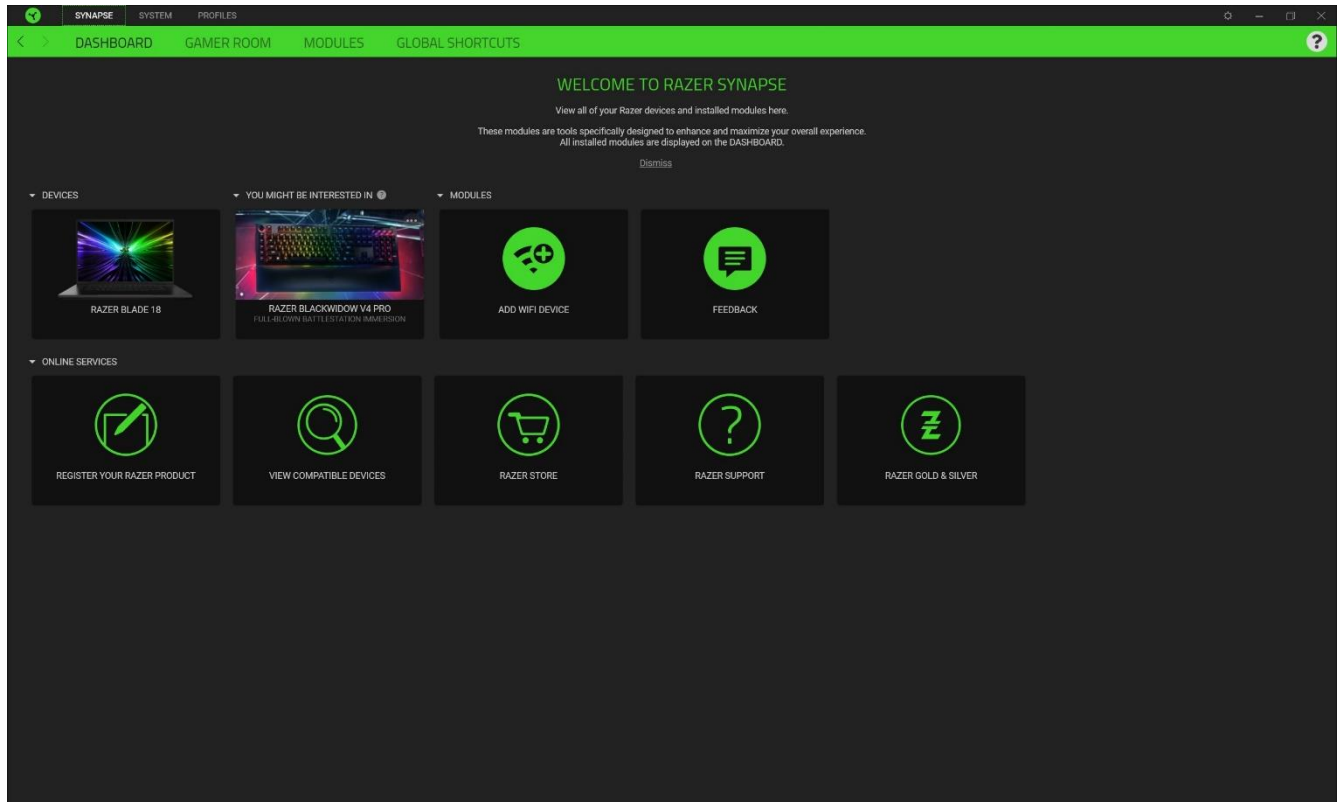 SYNAPSE SYSTEM PROFILES
DASHBOARD GAMER ROOM MODULES GLOBAL SHORTCUTS
?
WELCOME TO RAZER SYNAPSE
View all of your Razer devices and installed modules here.
These modules are tools specifically designed to enhance and maximize your overall experience.
All installed modules are displayed on the DASHBOARD.
Dismiss
DEVICES
YOU MIGHT BE INTERESTED IN ?
MODULES
RAZER BLADE 18
RAZER BLACKWIDOW V4 PRO
FULL-BLOWN BATTLESTATION IMMERSION
ADD WIFI DEVICE
FEEDBACK
ONLINE SERVICES
REGISTER YOUR RAZER PRODUCT
VIEW COMPATIBLE DEVICES
RAZER STORE
RAZER SUPPORT
RAZER GOLD & SILVER